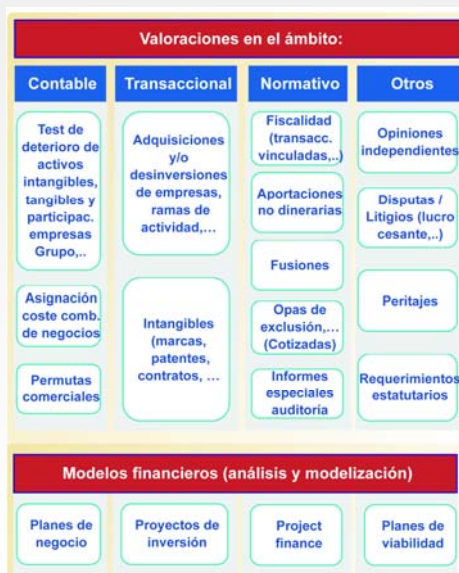 Valoraciones en el ámbito:
Contable
Test de
deterioro de
activos
intangibles,
tangibles y
participac.
empresas
Grupo,..
Asignación
coste comb.
de negocios
Permutas
comerciales
Transaccional
Adquisiciones
y/o
desinversiones
de empresas,
ramas de
actividad,...
Intangibles
(marcas,
patentes,
contratos, ...
Normativo
Fiscalidad
(transacc.
vinculadas,..)
Aportaciones
no dinerarias
Fusiones
Opas de
exclusión,...
(Cotizadas)
Informes
especiales
auditoría
Otros
Opiniones
independientes
Disputas /
Litigios (lucro
cesante,..)
Peritajes
Requerimientos
estatutarios
Modelos financieros (análisis y modelización)
Planes de
negocio
Proyectos de
inversión
Project
finance
Planes de
viabilidad